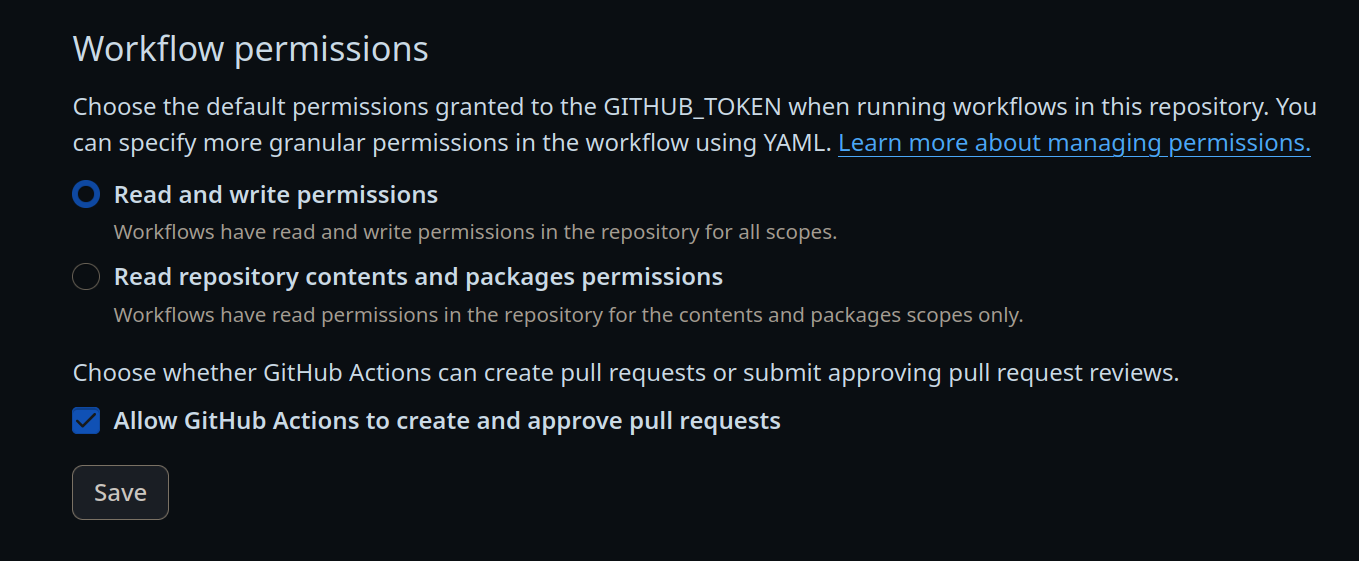 Workflow permissions
Choose the default permissions granted to the GITHUB_TOKEN when running workflows in this repository. You
can specify more granular permissions in the workflow using YAML. Learn more about managing permissions.
Read and write permissions
Workflows have read and write permissions in the repository for all scopes.
Read repository contents and packages permissions
Workflows have read permissions in the repository for the contents and packages scopes only.
Choose whether GitHub Actions can create pull requests or submit approving pull request reviews.
Allow GitHub Actions to create and approve pull requests
Save